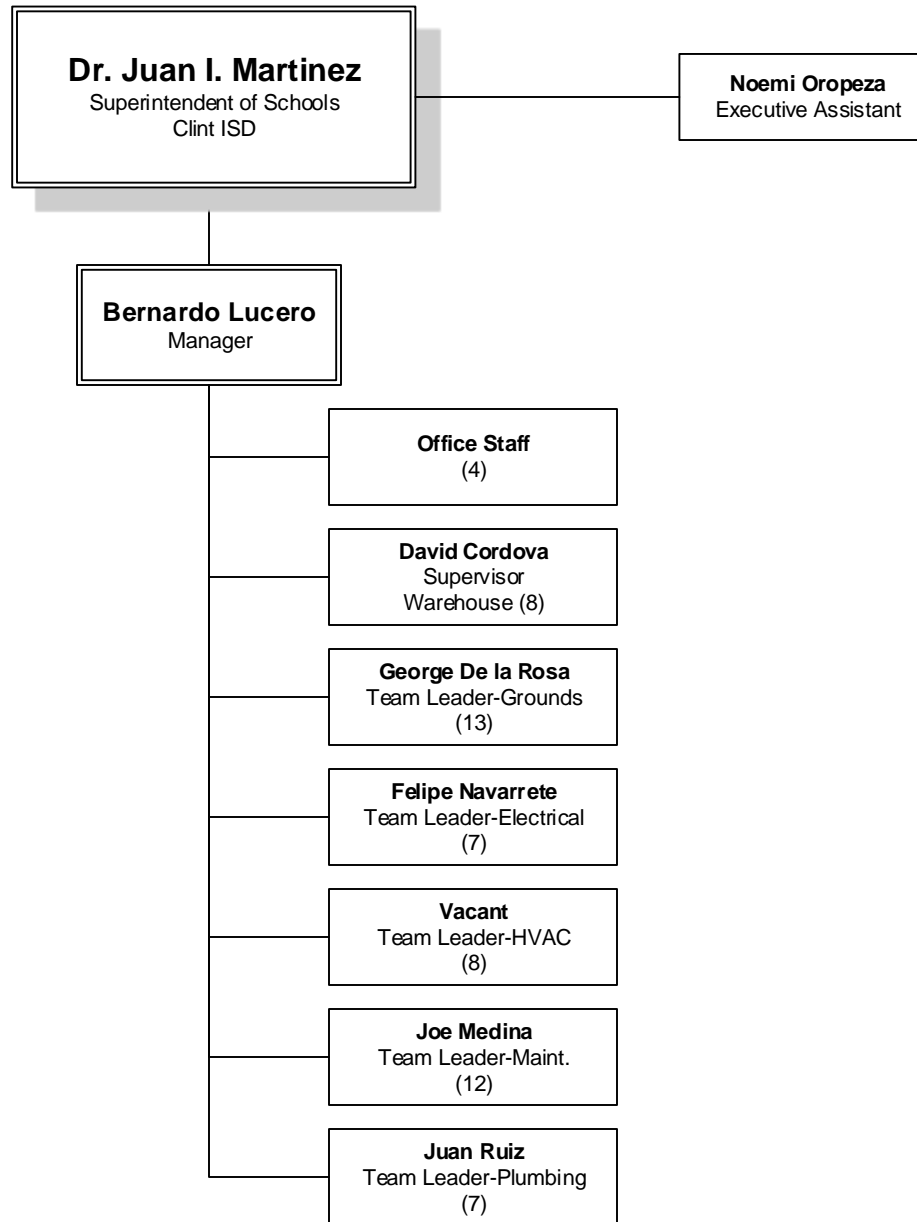 Dr. Juan I. Martinez
Superintendent of Schools
Clint ISD
Noemi Oropeza
Executive Assistant
Bernardo Lucero
Manager
Office Staff
(4)
David Cordova
Supervisor
Warehouse (8)
George De la Rosa
Team Leader-Grounds
(13)
Felipe Navarrete
Team Leader-Electrical
(7)
Vacant
Team Leader-HVAC
(8)
Joe Medina
Team Leader-Maint.
(12)
Juan Ruiz
Team Leader-Plumbing
(7)